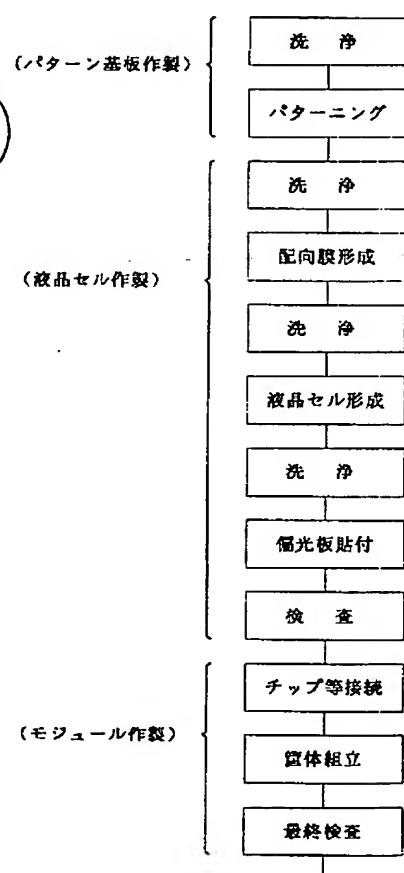 洗 浄
(パターン基板作製)
パターニング
洗 浄
配向膜形成
(液晶セル作製)
洗 浄
液晶セル形成
洗 浄
偏光板貼付
検 査
チップ等接続
(モジュール作製)
筐体組立
最終検査